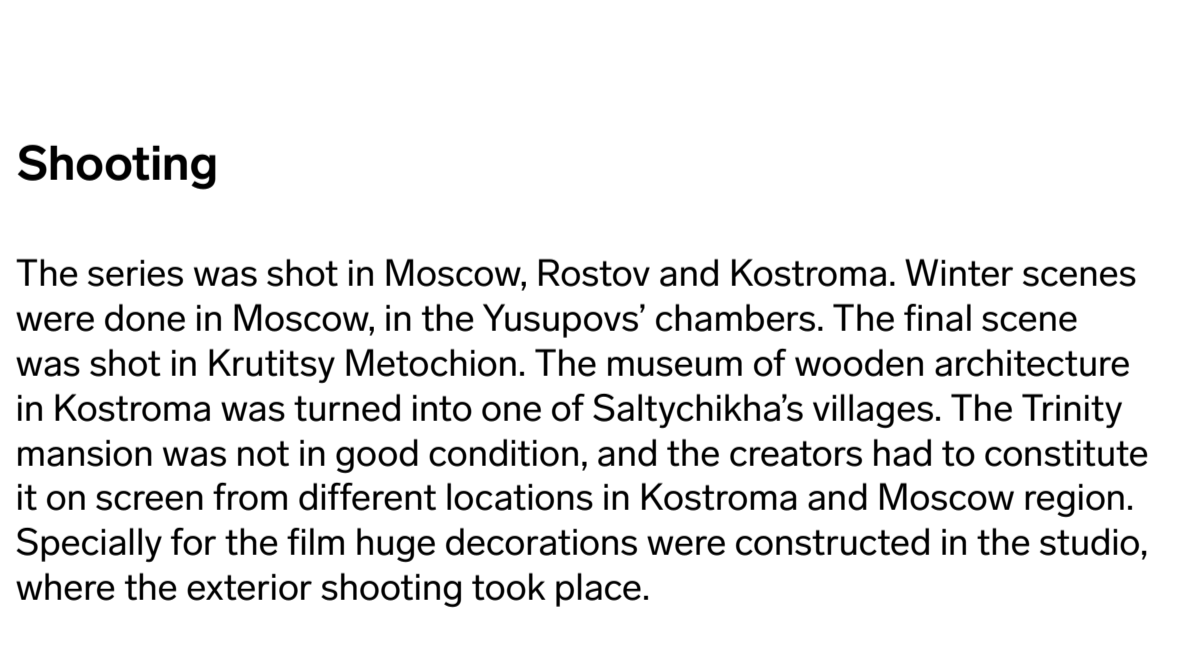 Shooting
The series was shot in Moscow, Rostov and Kostroma. Winter scenes
were done in Moscow, in the Yusupovs’ chambers. The final scene
was shot in Krutitsy Metochion. The museum of wooden architecture
in Kostroma was turned into one of Saltychikha’s villages. The Trinity
mansion was not in good condition, and the creators had to constitute
it on screen from different locations in Kostroma and Moscow region.
Specially for the film huge decorations were constructed in the studio,
where the exterior shooting took place.